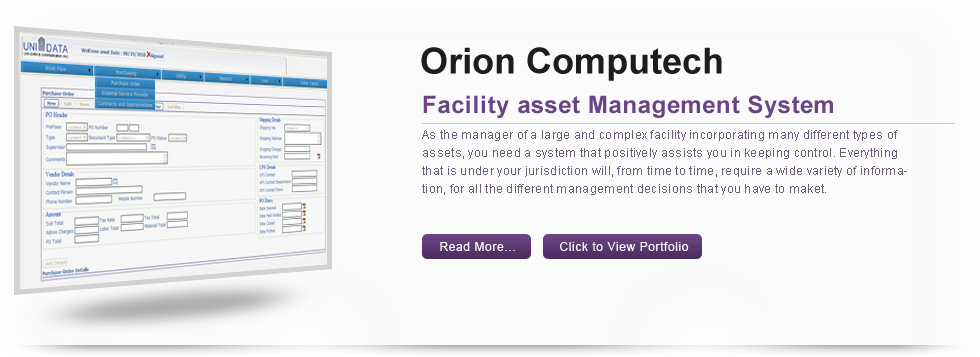 UNI DATA
Welcome amd Date : 08/25/2010 X Signout
Work Flow Purchasing Utility Reports User Other Tables
Purchase Order
External Service Provider
Contracts and Appropriations
Purchase Order
New Edit Save
PO Header
Prefixes PO Number
Type Document Type PO Status
Supervisor
Comments
Shipping Details
Shipping Via
Shipping Address
Shipping Charges
Receiving Date
Vendor Details
Vendor Name
Contact Person
Phone Number Mobile Number
UPS Details
UPS Contact
UPS Contact Department
UPS Contact Room
Amount
Sub Total Tax Rate Tax Total
Admin Charges Labor Total Material Total
PO Total
PO Dates
Date Opened
Date Paid Voided
Date Closed
Date Printed
Add Details
Purchase Order Details
Orion Computech
Facility asset Management System
As the manager of a large and complex facility incorporating many different types of
assets, you need a system that positively assists you in keeping control. Everything
that is under your jurisdiction will, from time to time, require a wide variety of informa-
tion, for all the different management decisions that you have to maket.
Read More...
Click to View Portfolio